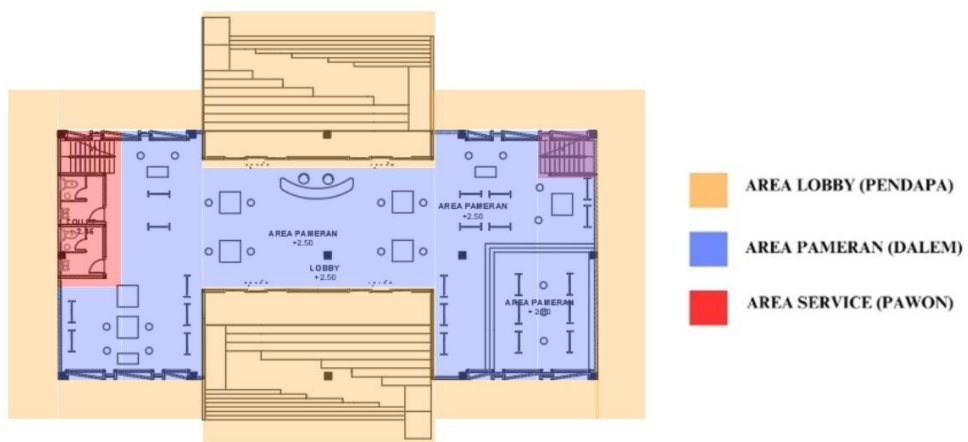 AREA LOBBY (PENDAPA)
AREA PAMERAN (DALEM)
AREA SERVICE (PAWON)
AREA PAMERAN
+2.50
AREA PAMERAN
+2.50
LOBBY
+2.50
AREA PAMERAN